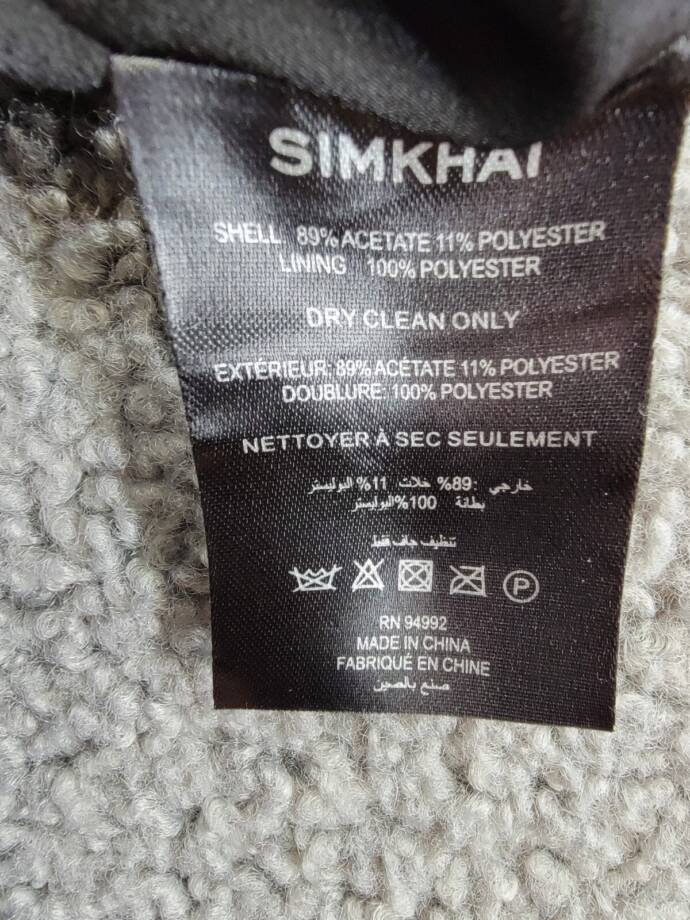 SIMKHAI
SHELL 89% ACETATE 11% POLYESTER
LINING 100% POLYESTER
DRY CLEAN ONLY
EXTÉRIEUR: 89% ACÉTATE 11% POLYESTER
DOUBLURE: 100% POLYESTER
NETTOYER À SEC SEULEMENT
خارجي :89% خلات 11% البوليستر
بطانة 100%البوليستر
تنظيف جاف فقط
P
RN 94992
MADE IN CHINA
FABRIQUÉ EN CHINE
صنع بالصين